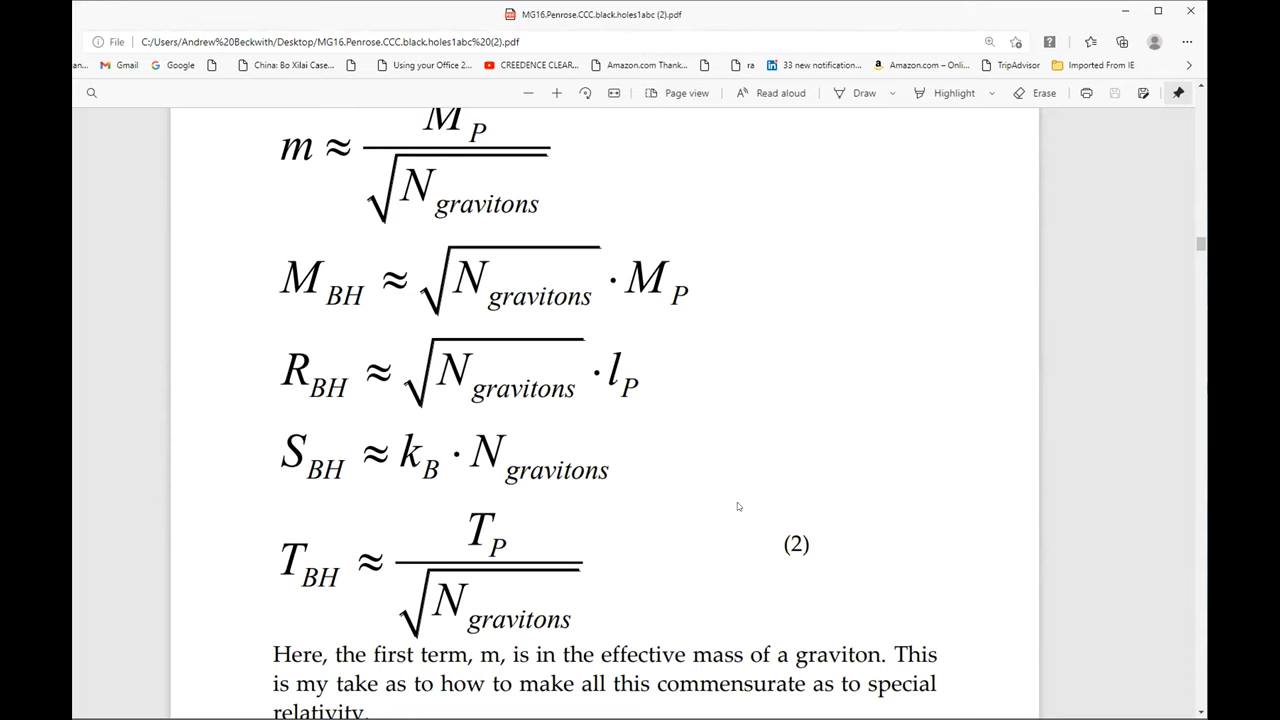 MG16.Penrose.CCC.black.holes1abc (2).pdf
File C:/Users/Andrew%20Beckwith/Desktop/MG16.Penrose.CCC.black.holes1abc%20(2).pdf
an... Gmail Google China: Bo Xilai Case... Using your Office 2... CREEDENCE CLEAR... Amazon.com Thank... ra 33 new notification... Amazon.com – Onli... TripAdvisor Imported From IE
Page view Read aloud Draw Highlight Erase
m ≈ M_P / √N_gravitons
M_BH ≈ √N_gravitons · M_P
R_BH ≈ √N_gravitons · l_P
S_BH ≈ k_B · N_gravitons
T_BH ≈ T_P / √N_gravitons (2)
Here, the first term, m, is in the effective mass of a graviton. This
is my take as to how to make all this commensurate as to special
relativity.